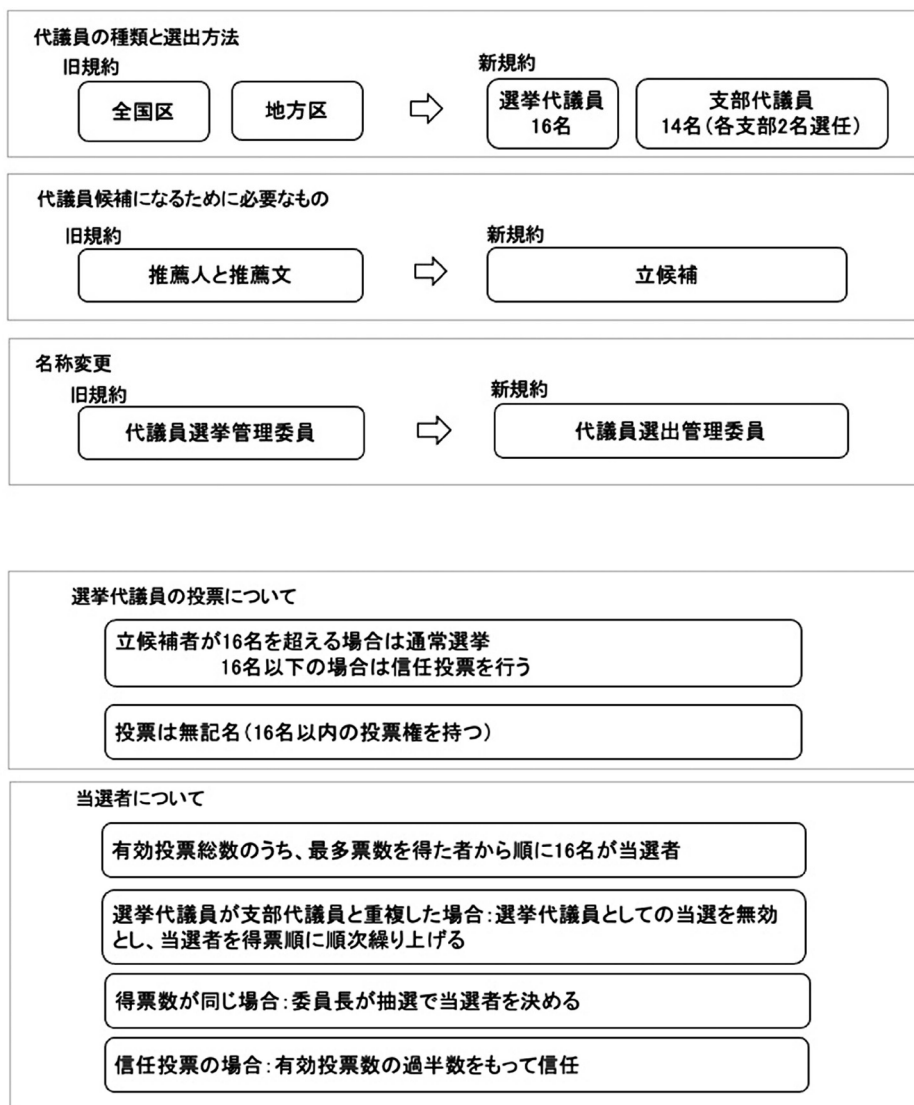 代議員の種類と選出方法
旧規約
新規約
全国区
地方区
選挙代議員
16名
支部代議員
14名(各支部2名選任)
代議員候補になるために必要なもの
旧規約
新規約
推薦人と推薦文
立候補
名称変更
旧規約
新規約
代議員選挙管理委員
代議員選出管理委員
選挙代議員の投票について
立候補者が16名を超える場合は通常選挙
16名以下の場合は信任投票を行う
投票は無記名(16名以内の投票権を持つ)
当選者について
有効投票総数のうち、最多票数を得た者から順に16名が当選者
選挙代議員が支部代議員と重複した場合:選挙代議員としての当選を無効
とし、当選者を得票順に順次繰り上げる
得票数が同じ場合:委員長が抽選で当選者を決める
信任投票の場合:有効投票数の過半数をもって信任